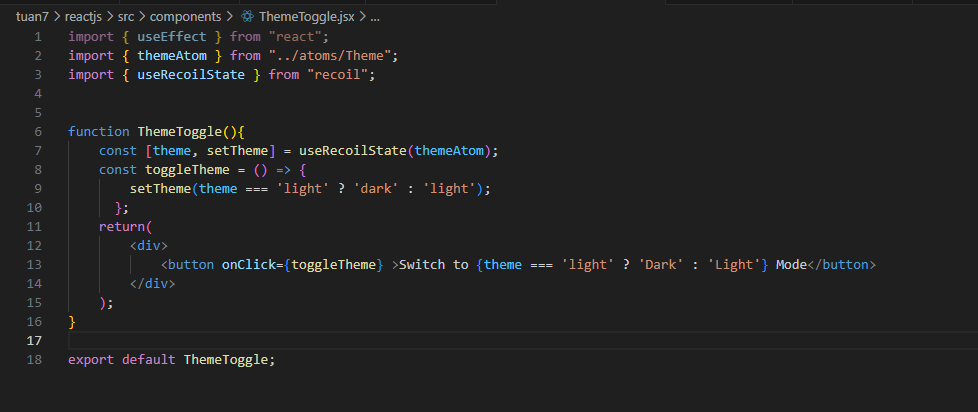 tuan7 > reactjs > src > components > ThemeToggle.jsx > ...
1 import { useEffect } from "react";
2 import { themeAtom } from "../atoms/Theme";
3 import { useRecoilState } from "recoil";
4
5
6 function ThemeToggle(){
7     const [theme, setTheme] = useRecoilState(themeAtom);
8     const toggleTheme = () => {
9         setTheme(theme === 'light' ? 'dark' : 'light');
10       };
11     return(
12         <div>
13             <button onClick={toggleTheme} >Switch to {theme === 'light' ? 'Dark' : 'Light'} Mode</button>
14         </div>
15     );
16 }
17
18 export default ThemeToggle;